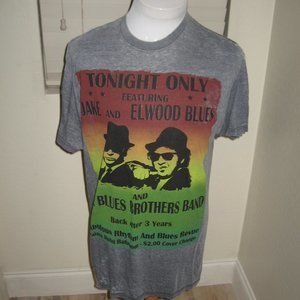 TONIGHT ONLY
FEATURING
JAKE AND ELWOOD BLUES
AND
BLUES BROTHERS BAND
Back After 3 Years
Rhythm And Blues Revue
$2.00 Cover Charge